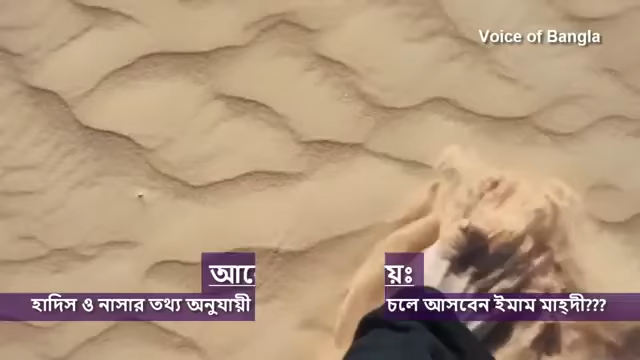 Voice of Bangla
হাদিস ও নাসার তথ্য অনুযায়ী চলে আসবেন ইমাম মাহ্দী???